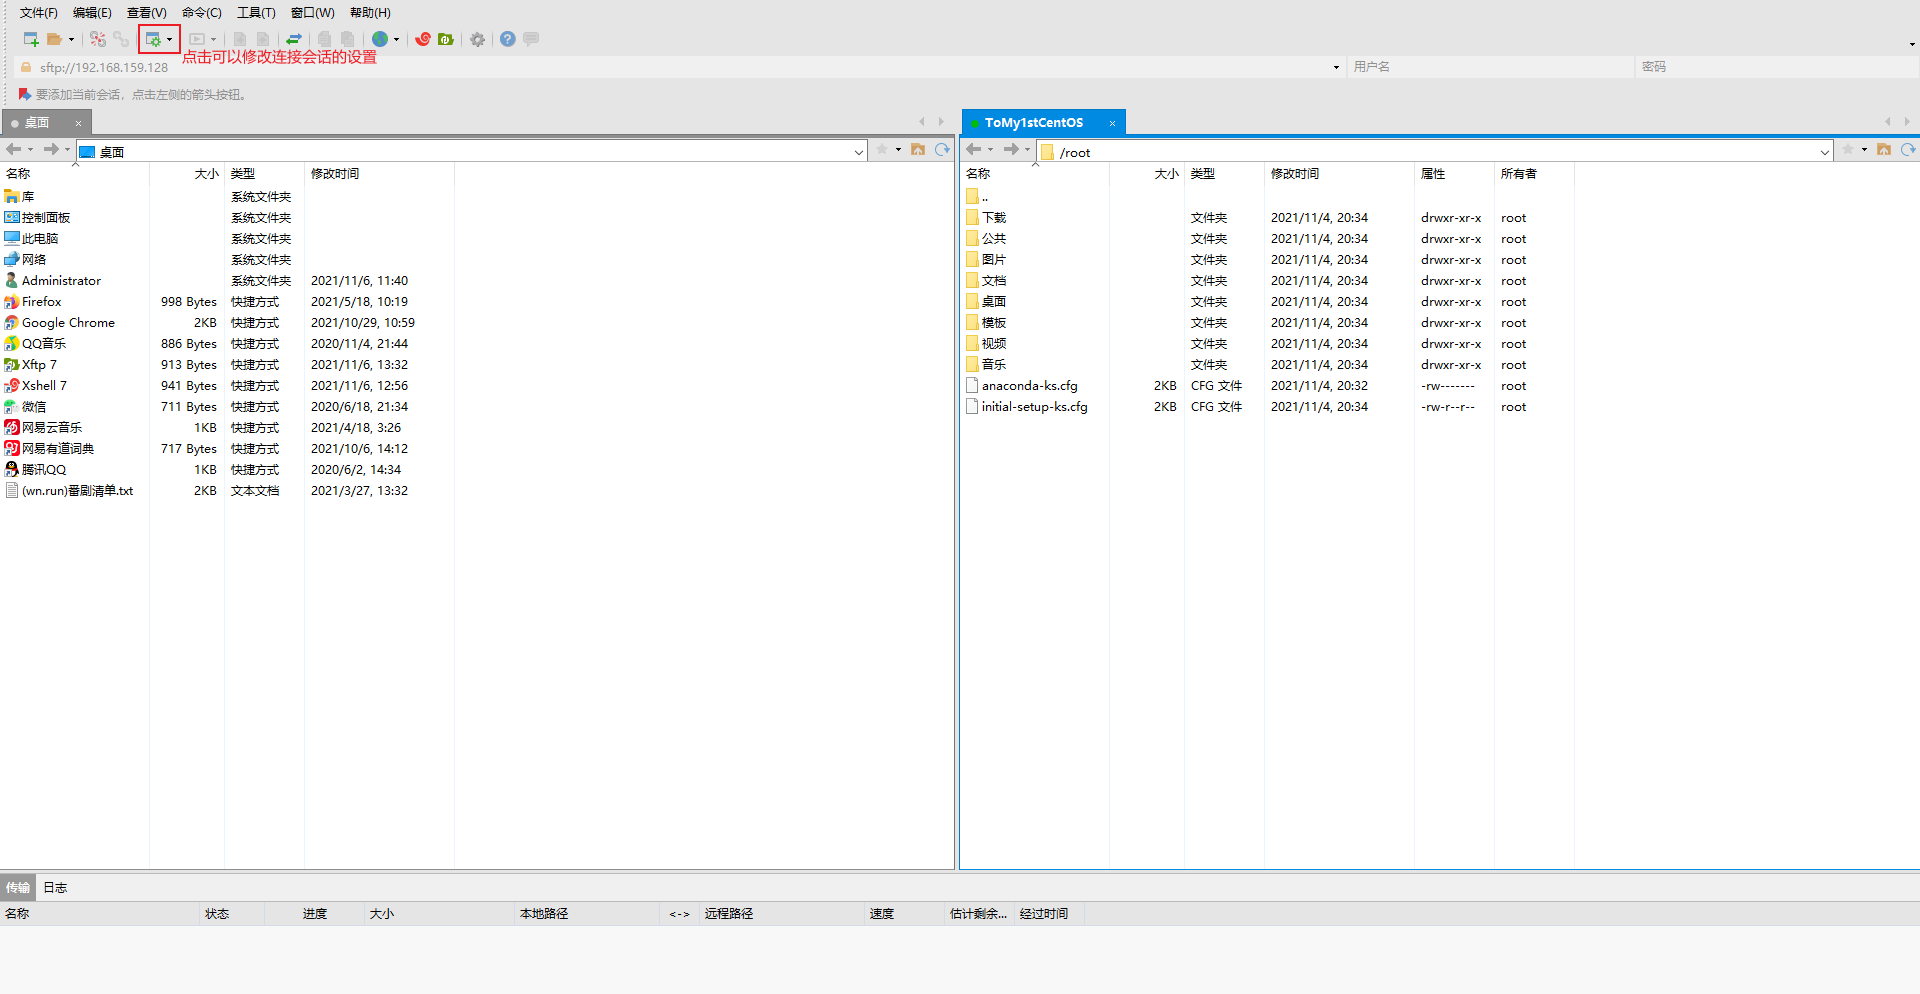 文件(F) 编辑(E) 查看(V) 命令(C) 工具(T) 窗口(W) 帮助(H)
点击可以修改连接会话的设置
sftp://192.168.159.128 用户名 密码
要添加当前会话，点击左侧的箭头按钮。
桌面
ToMy1stCentOS
桌面
/root
名称 大小 类型 修改时间
库 系统文件夹
控制面板 系统文件夹
此电脑 系统文件夹
网络 系统文件夹
Administrator 系统文件夹 2021/11/6, 11:40
Firefox 998 Bytes 快捷方式 2021/5/18, 10:19
Google Chrome 2KB 快捷方式 2021/10/29, 10:59
QQ音乐 886 Bytes 快捷方式 2020/11/4, 21:44
Xftp 7 913 Bytes 快捷方式 2021/11/6, 13:32
Xshell 7 941 Bytes 快捷方式 2021/11/6, 12:56
微信 711 Bytes 快捷方式 2020/6/18, 21:34
网易云音乐 1KB 快捷方式 2021/4/18, 3:26
网易有道词典 717 Bytes 快捷方式 2021/10/6, 14:12
腾讯QQ 1KB 快捷方式 2020/6/2, 14:34
(wn.run)番剧清单.txt 2KB 文本文档 2021/3/27, 13:32
名称 大小 类型 修改时间 属性 所有者
..
下载 文件夹 2021/11/4, 20:34 drwxr-xr-x root
公共 文件夹 2021/11/4, 20:34 drwxr-xr-x root
图片 文件夹 2021/11/4, 20:34 drwxr-xr-x root
文档 文件夹 2021/11/4, 20:34 drwxr-xr-x root
桌面 文件夹 2021/11/4, 20:34 drwxr-xr-x root
模板 文件夹 2021/11/4, 20:34 drwxr-xr-x root
视频 文件夹 2021/11/4, 20:34 drwxr-xr-x root
音乐 文件夹 2021/11/4, 20:34 drwxr-xr-x root
anaconda-ks.cfg 2KB CFG 文件 2021/11/4, 20:32 -rw------- root
initial-setup-ks.cfg 2KB CFG 文件 2021/11/4, 20:34 -rw-r--r-- root
传输 日志
名称 状态 进度 大小 本地路径 <-> 远程路径 速度 估计剩余... 经过时间